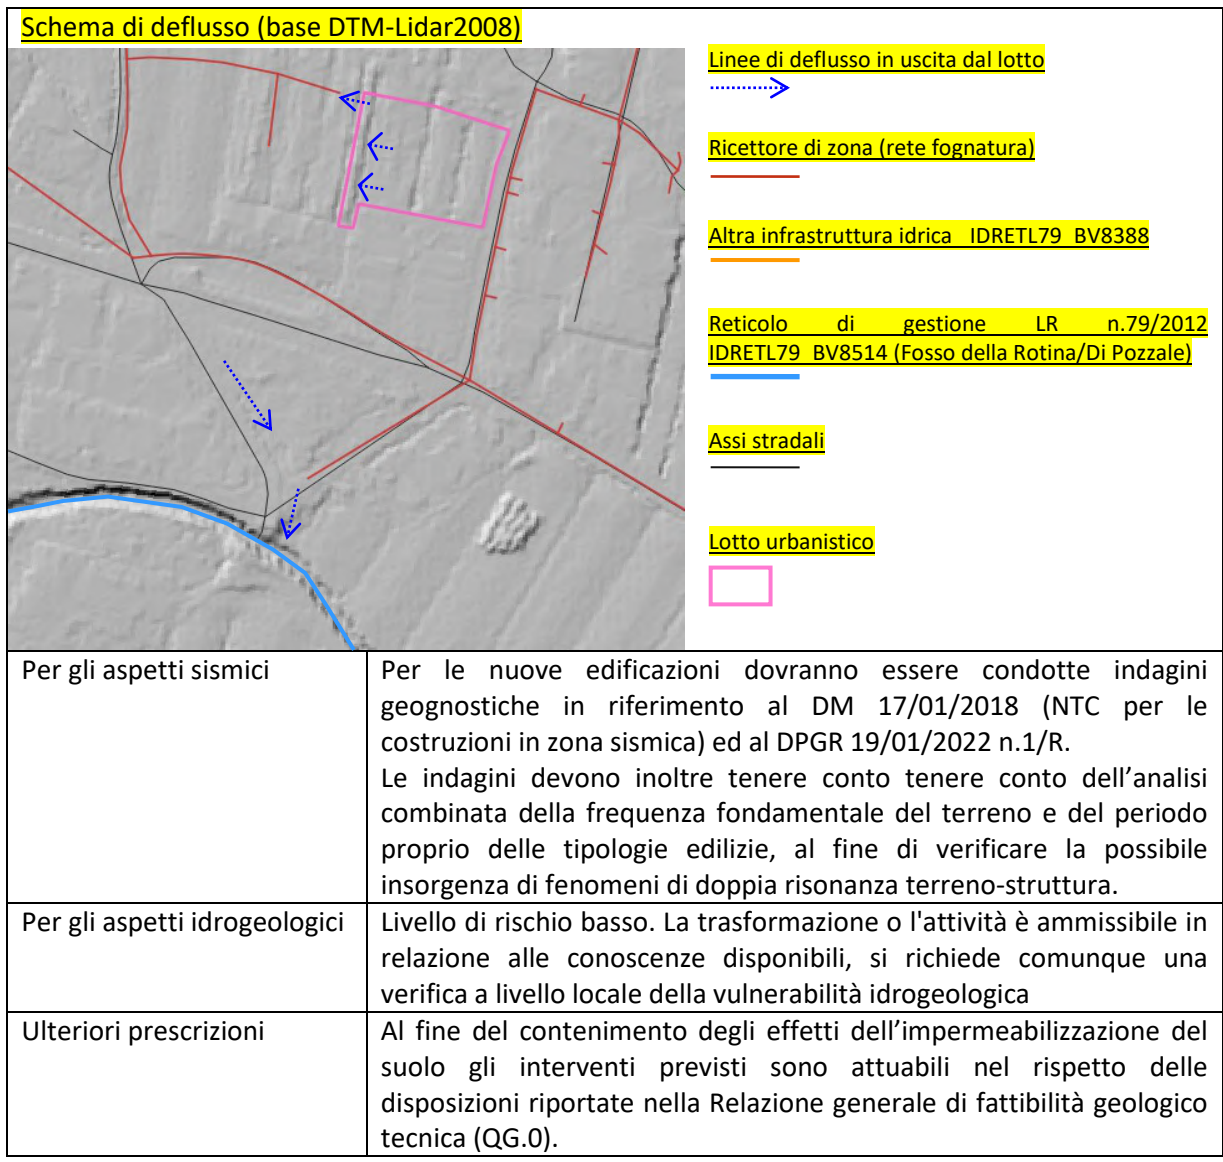 Schema di deflusso (base DTM-Lidar2008)
Linee di deflusso in uscita dal lotto
Ricettore di zona (rete fognatura)
Altra infrastruttura idrica IDRETL79_BV8388
Reticolo di gestione LR n.79/2012
IDRETL79_BV8514 (Fosso della Rotina/Di Pozzale)
Assi stradali
Lotto urbanistico
Per gli aspetti sismici
Per le nuove edificazioni dovranno essere condotte indagini
geognostiche in riferimento al DM 17/01/2018 (NTC per le
costruzioni in zona sismica) ed al DPGR 19/01/2022 n.1/R.
Le indagini devono inoltre tenere conto tenere conto dell’analisi
combinata della frequenza fondamentale del terreno e del periodo
proprio delle tipologie edilizie, al fine di verificare la possibile
insorgenza di fenomeni di doppia risonanza terreno-struttura.
Per gli aspetti idrogeologici
Livello di rischio basso. La trasformazione o l'attività è ammissibile in
relazione alle conoscenze disponibili, si richiede comunque una
verifica a livello locale della vulnerabilità idrogeologica
Ulteriori prescrizioni
Al fine del contenimento degli effetti dell’impermeabilizzazione del
suolo gli interventi previsti sono attuabili nel rispetto delle
disposizioni riportate nella Relazione generale di fattibilità geologico
tecnica (QG.0).